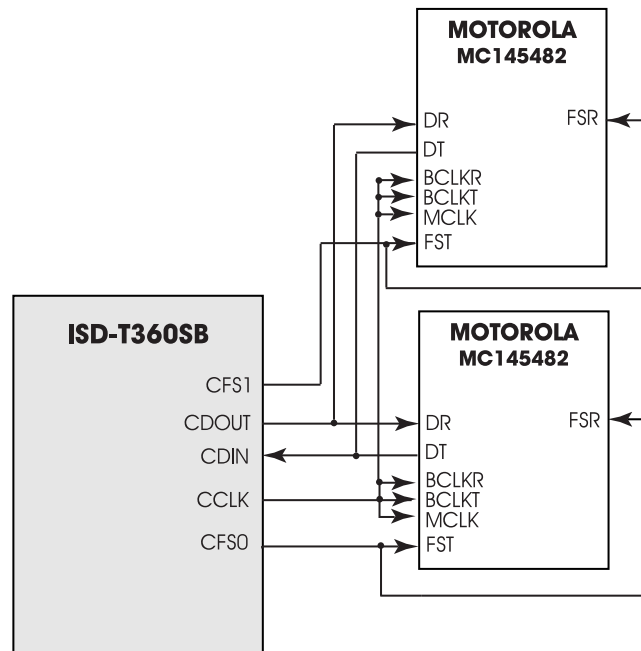 MOTOROLA
MC145482
DR
FSR
DT
BCLKR
BCLKT
MCLK
FST
ISD-T360SB
CFS1
CDOUT
CDIN
CCLK
CFS0
MOTOROLA
MC145482
DR
FSR
DT
BCLKR
BCLKT
MCLK
FST